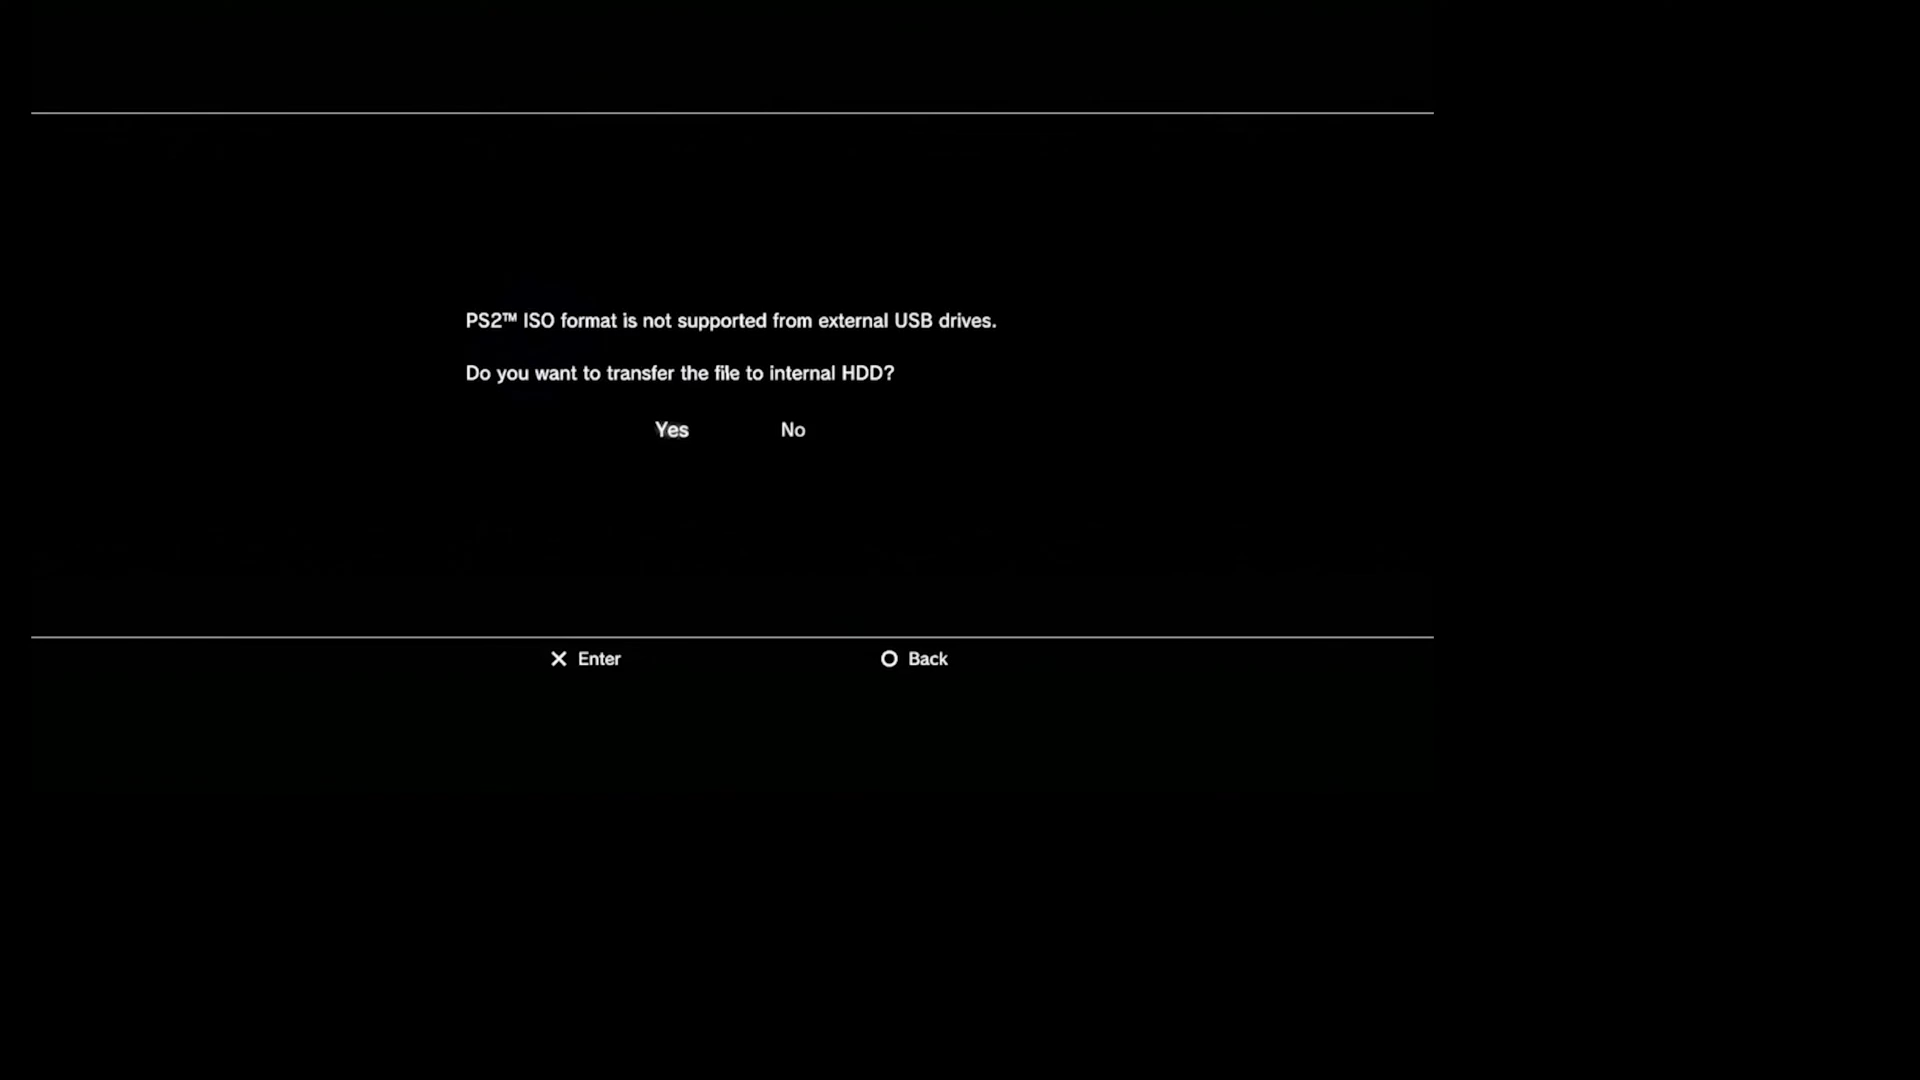 PS2™ ISO format is not supported from external USB drives.
Do you want to transfer the file to internal HDD?
Yes No
X Enter O Back